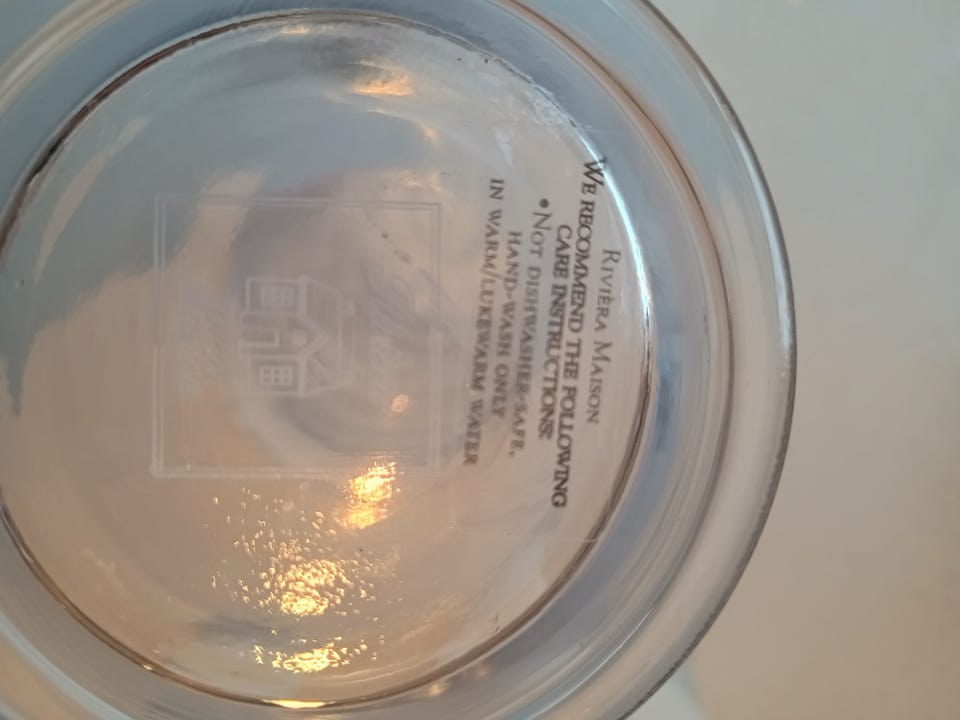 RIVIÈRA MAISON
WE RECOMMEND THE FOLLOWING
CARE INSTRUCTIONS:
•NOT DISHWASHER-SAFE,
HAND-WASH ONLY
IN WARM/LUKEWARM WATER